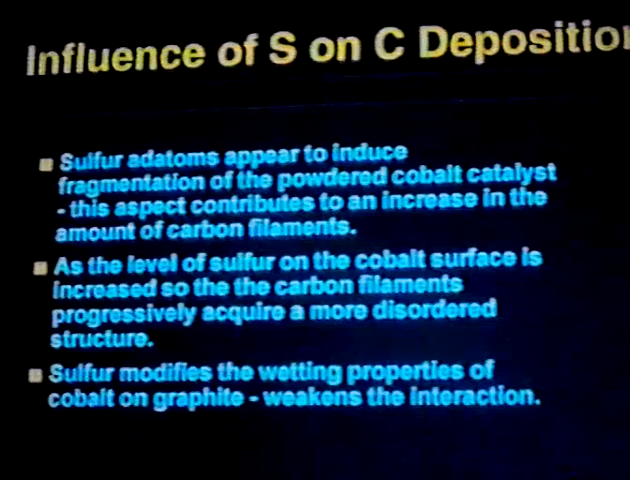 Influence of S on C Depositio
Sulfur adatoms appear to induce
fragmentation of the powdered cobalt catalyst
- this aspect contributes to an increase in the
amount of carbon filaments.
As the level of sulfur on the cobalt surface is
increased so the the carbon filaments
progressively acquire a more disordered
structure.
Sulfur modifies the wetting properties of
cobalt on graphite - weakens the interaction.